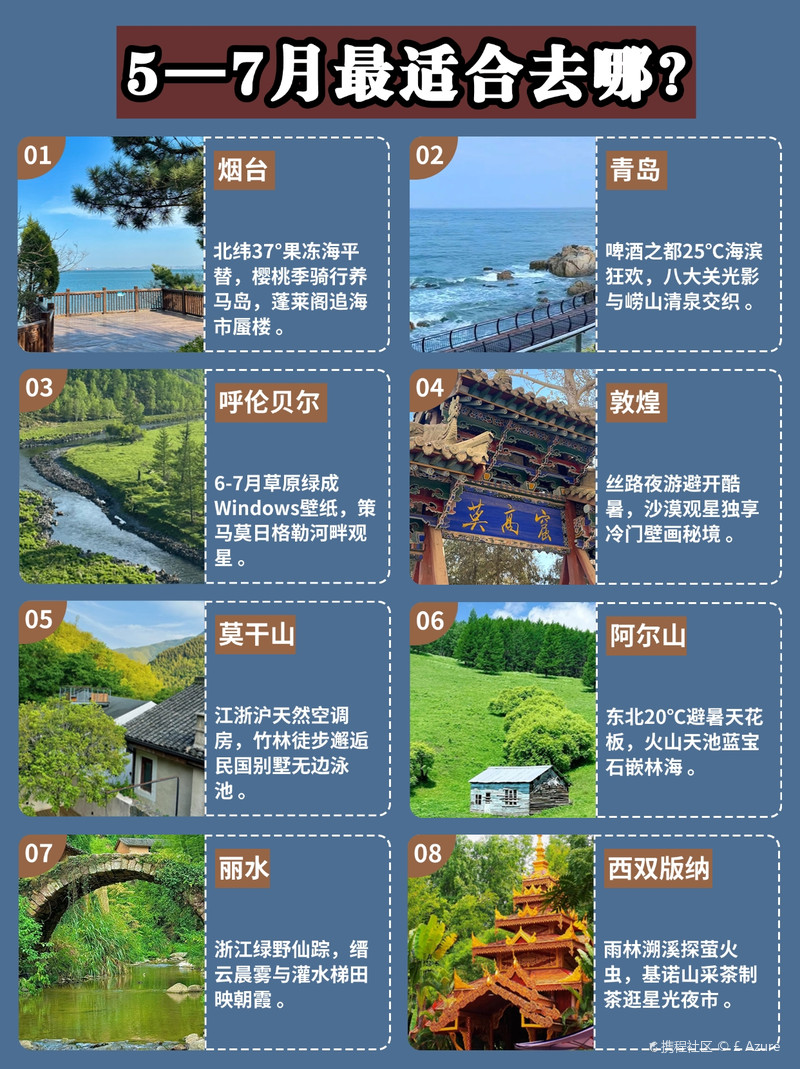 5—7月最适合去哪?
01
烟台
北纬37°果冻海平
替，樱桃季骑行养
马岛，蓬莱阁追海
市蜃楼。
02
青岛
啤酒之都25℃海滨
狂欢，八大关光影
与崂山清泉交织。
03
呼伦贝尔
6-7月草原绿成
Windows壁纸，策
马莫日格勒河畔观
星。
04
敦煌
丝路夜游避开酷
暑，沙漠观星独享
冷门壁画秘境。
莫高窟
05
莫干山
江浙沪天然空调
房，竹林徒步邂逅
民国别墅无边泳
池。
06
阿尔山
东北20℃避暑天花
板，火山天池蓝宝
石嵌林海。
07
丽水
浙江绿野仙踪，缙
云晨雾与灌水梯田
映朝霞。
08
西双版纳
雨林溯溪探萤火
虫，基诺山采茶制
茶逛星光夜市。
携程社区 © £ Azure